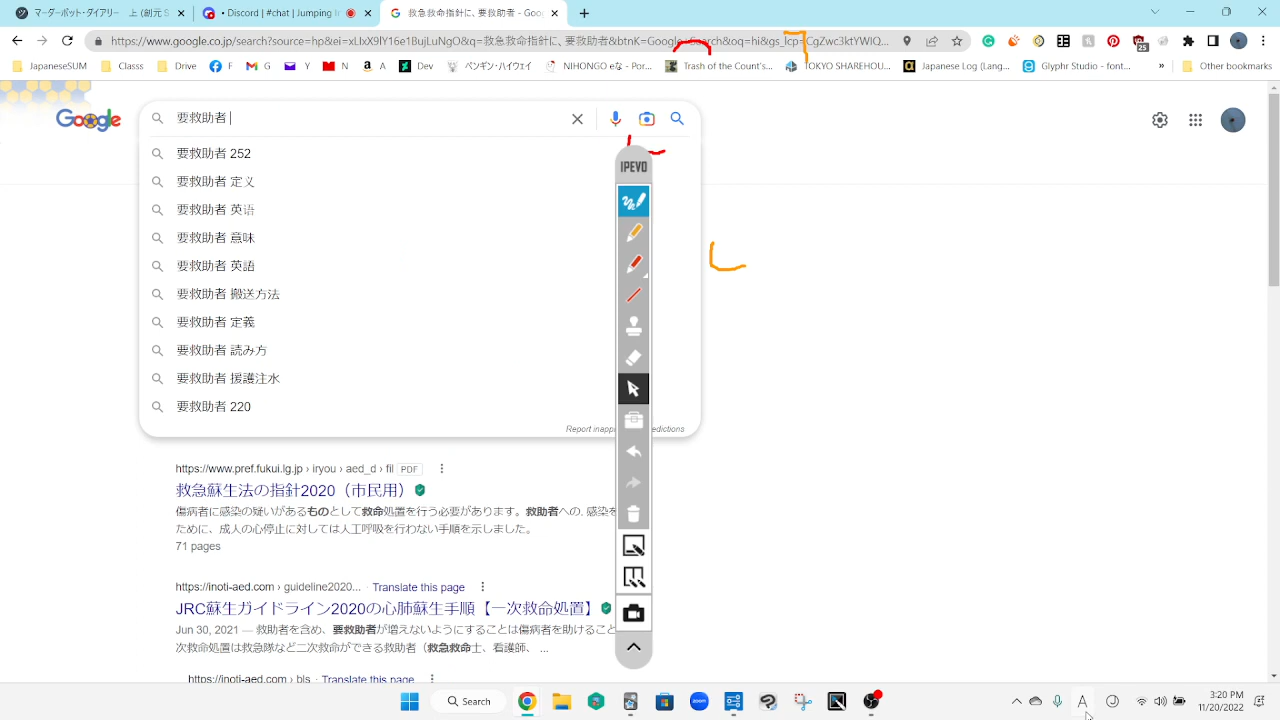 マーダーボット・ダイアリー 上 (創元 S
• Discord | #chat | Jumping In
救急救命指針に、要救助者 - Goo
https://www.google.co.jp/search?source=hp&ei=xLIxX9lY16e1BujLuNgO&q=救急救命指針に、要救助者&btnK=Google+Search&oq=hi&gs_lcp=CgZwc3ktYWIQ...
25
JapaneseSUM
Classs
Drive
F
G
Y
N
A
Dev
ペンギン・ハイウェイ
NIHONGO eな - Por...
Trash of the Count's...
TOKYO SHAREHOU...
Japanese Log (Lang...
Glyphr Studio - font...
»
Other bookmarks
Google
要救助者
要救助者 252
要救助者 定义
要救助者 英语
要救助者 意味
要救助者 英語
要救助者 搬送方法
要救助者 定義
要救助者 読み方
要救助者 援護注水
要救助者 220
Report inapp edictions
IPEVO
https://www.pref.fukui.lg.jp › iryou › aed_d › fil PDF
救急蘇生法の指針2020（市民用）
傷病者に感染の疑いがあるものとして救命処置を行う必要があります。救助者への. 感染を
ために、成人の心停止に対しては人工呼吸を行わない手順を示しました。
71 pages
https://inoti-aed.com › guideline2020... · Translate this page
JRC蘇生ガイドライン2020の心肺蘇生手順【一次救命処置】
Jun 30, 2021 — 救助者を含め、要救助者が増えないようにすることは傷病者を助けること
次救命処置は救急隊など二次救命ができる救助者（救急救命士、看護師、 ...
https://inoti-aed.com › bls · Translate this page
Search
zoom
A
3:20 PM
11/20/2022